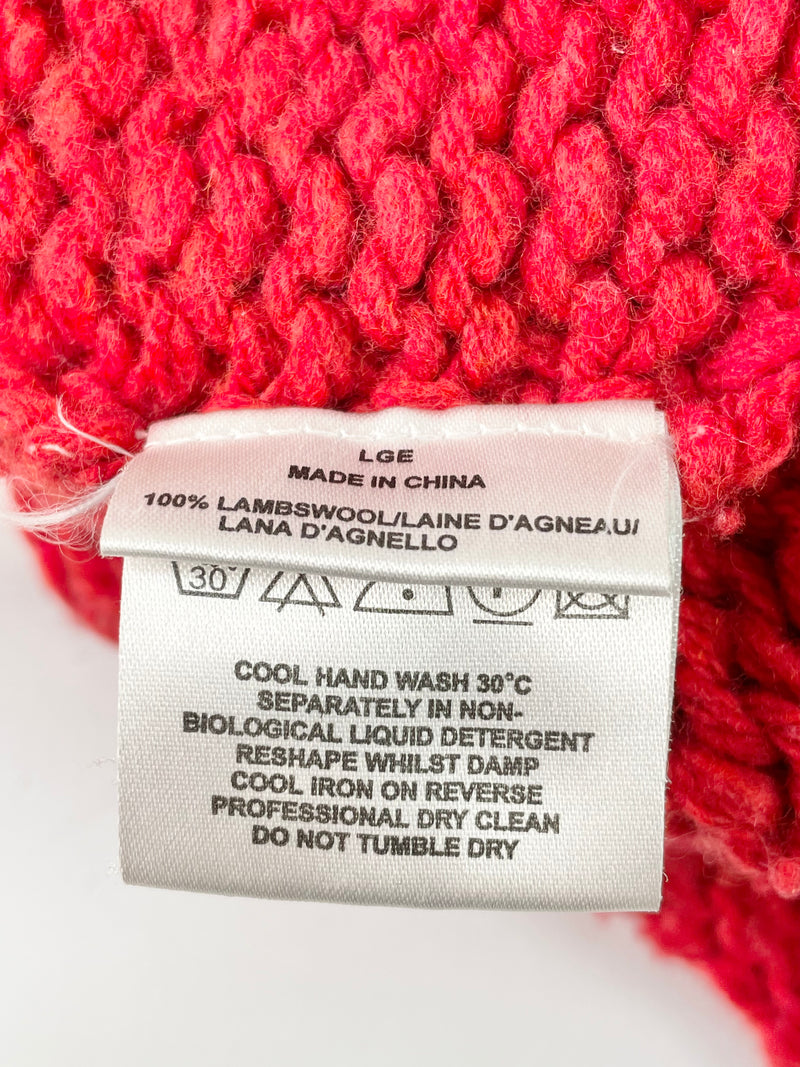 LGE
MADE IN CHINA
100% LAMBSWOOL/LAINE D'AGNEAU/
LANA D'AGNELLO
30°
COOL HAND WASH 30°C
SEPARATELY IN NON-
BIOLOGICAL LIQUID DETERGENT
RESHAPE WHILST DAMP
COOL IRON ON REVERSE
PROFESSIONAL DRY CLEAN
DO NOT TUMBLE DRY